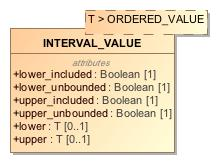 T > ORDERED_VALUE
INTERVAL_VALUE
attributes
+lower_included : Boolean [1]
+lower_unbounded : Boolean [1]
+upper_included : Boolean [1]
+upper_unbounded : Boolean [1]
+lower : T [0..1]
+upper : T [0..1]